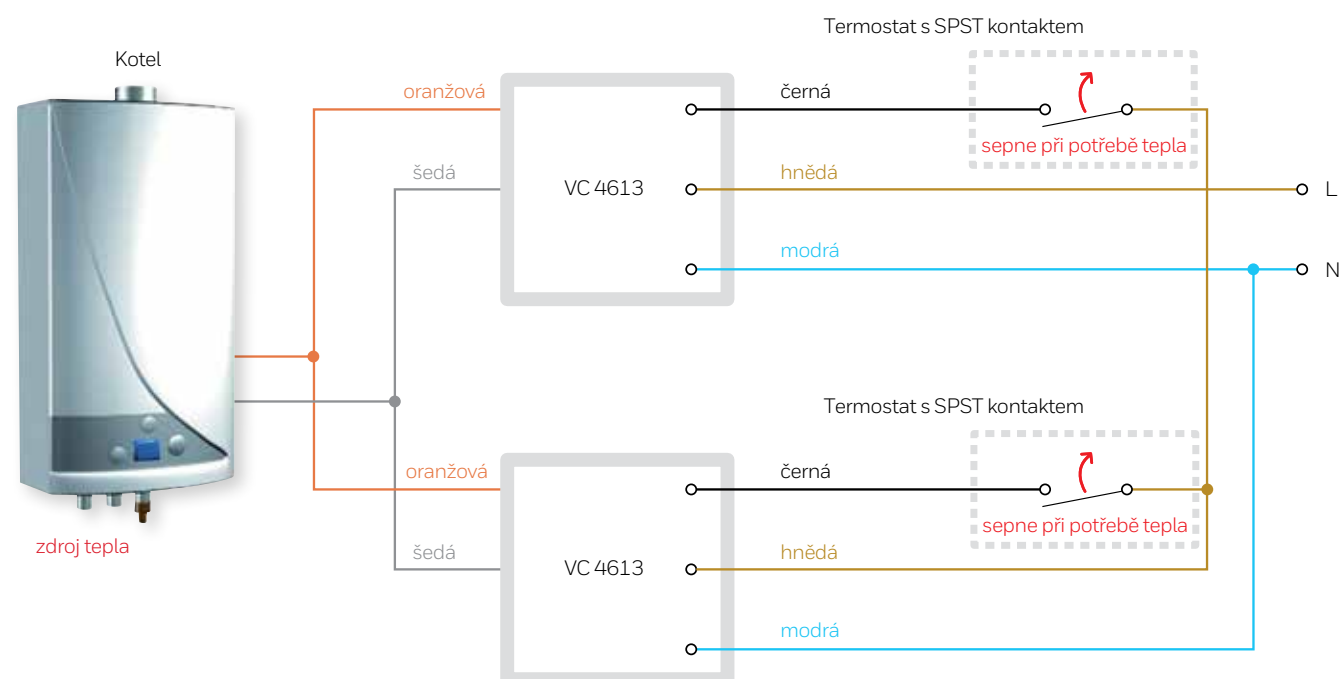 Termostat s SPST kontaktem
Kotel
oranžová
černá
sepne při potřebě tepla
šedá
VC 4613
hnědá
L
modrá
N
Termostat s SPST kontaktem
oranžová
černá
sepne při potřebě tepla
zdroj tepla
šedá
VC 4613
hnědá
modrá